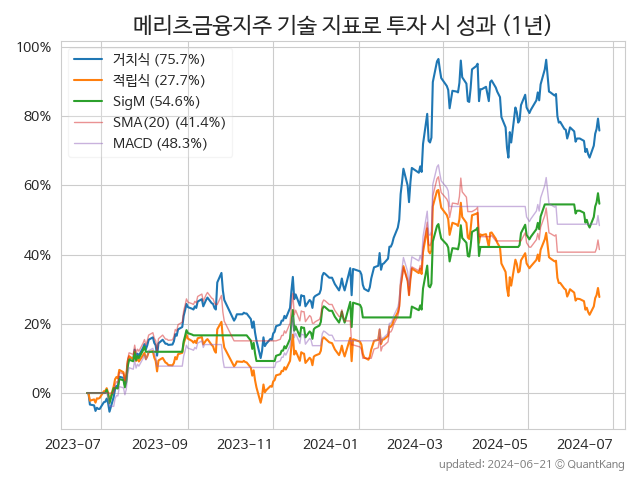 메리츠금융지주 기술 지표로 투자 시 성과 (1년)
100%
80%
60%
40%
20%
0%
거치식 (75.7%)
적립식 (27.7%)
SigM (54.6%)
SMA(20) (41.4%)
MACD (48.3%)
2023-07 2023-09 2023-11 2024-01 2024-03 2024-05 2024-07
updated: 2024-06-21 © QuantKang